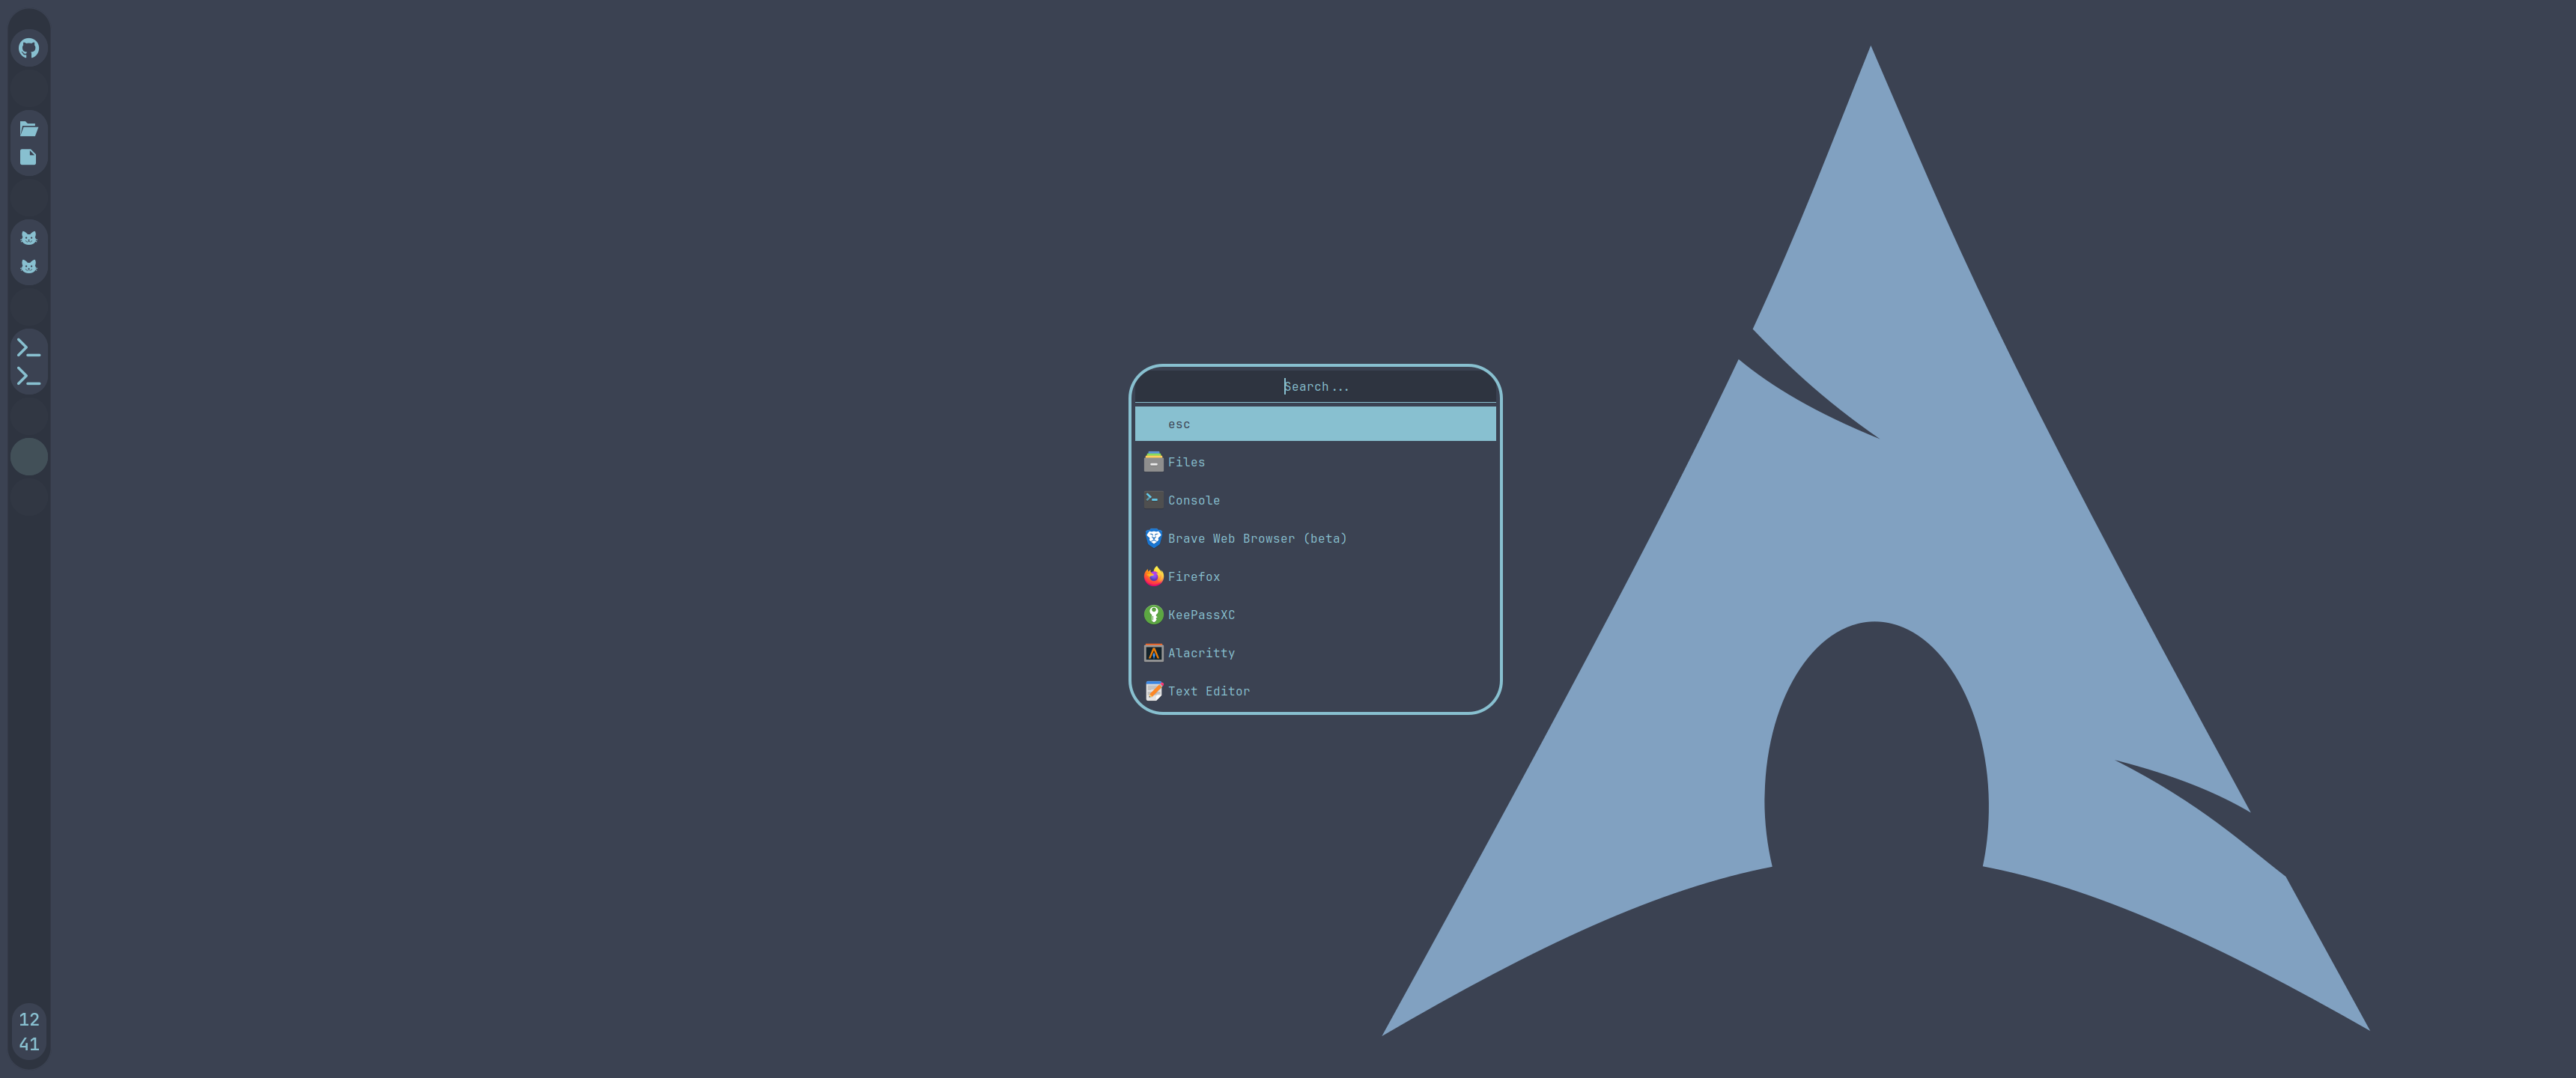 Search...
esc
Files
Console
Brave Web Browser (beta)
Firefox
KeePassXC
Alacritty
Text Editor
12
41